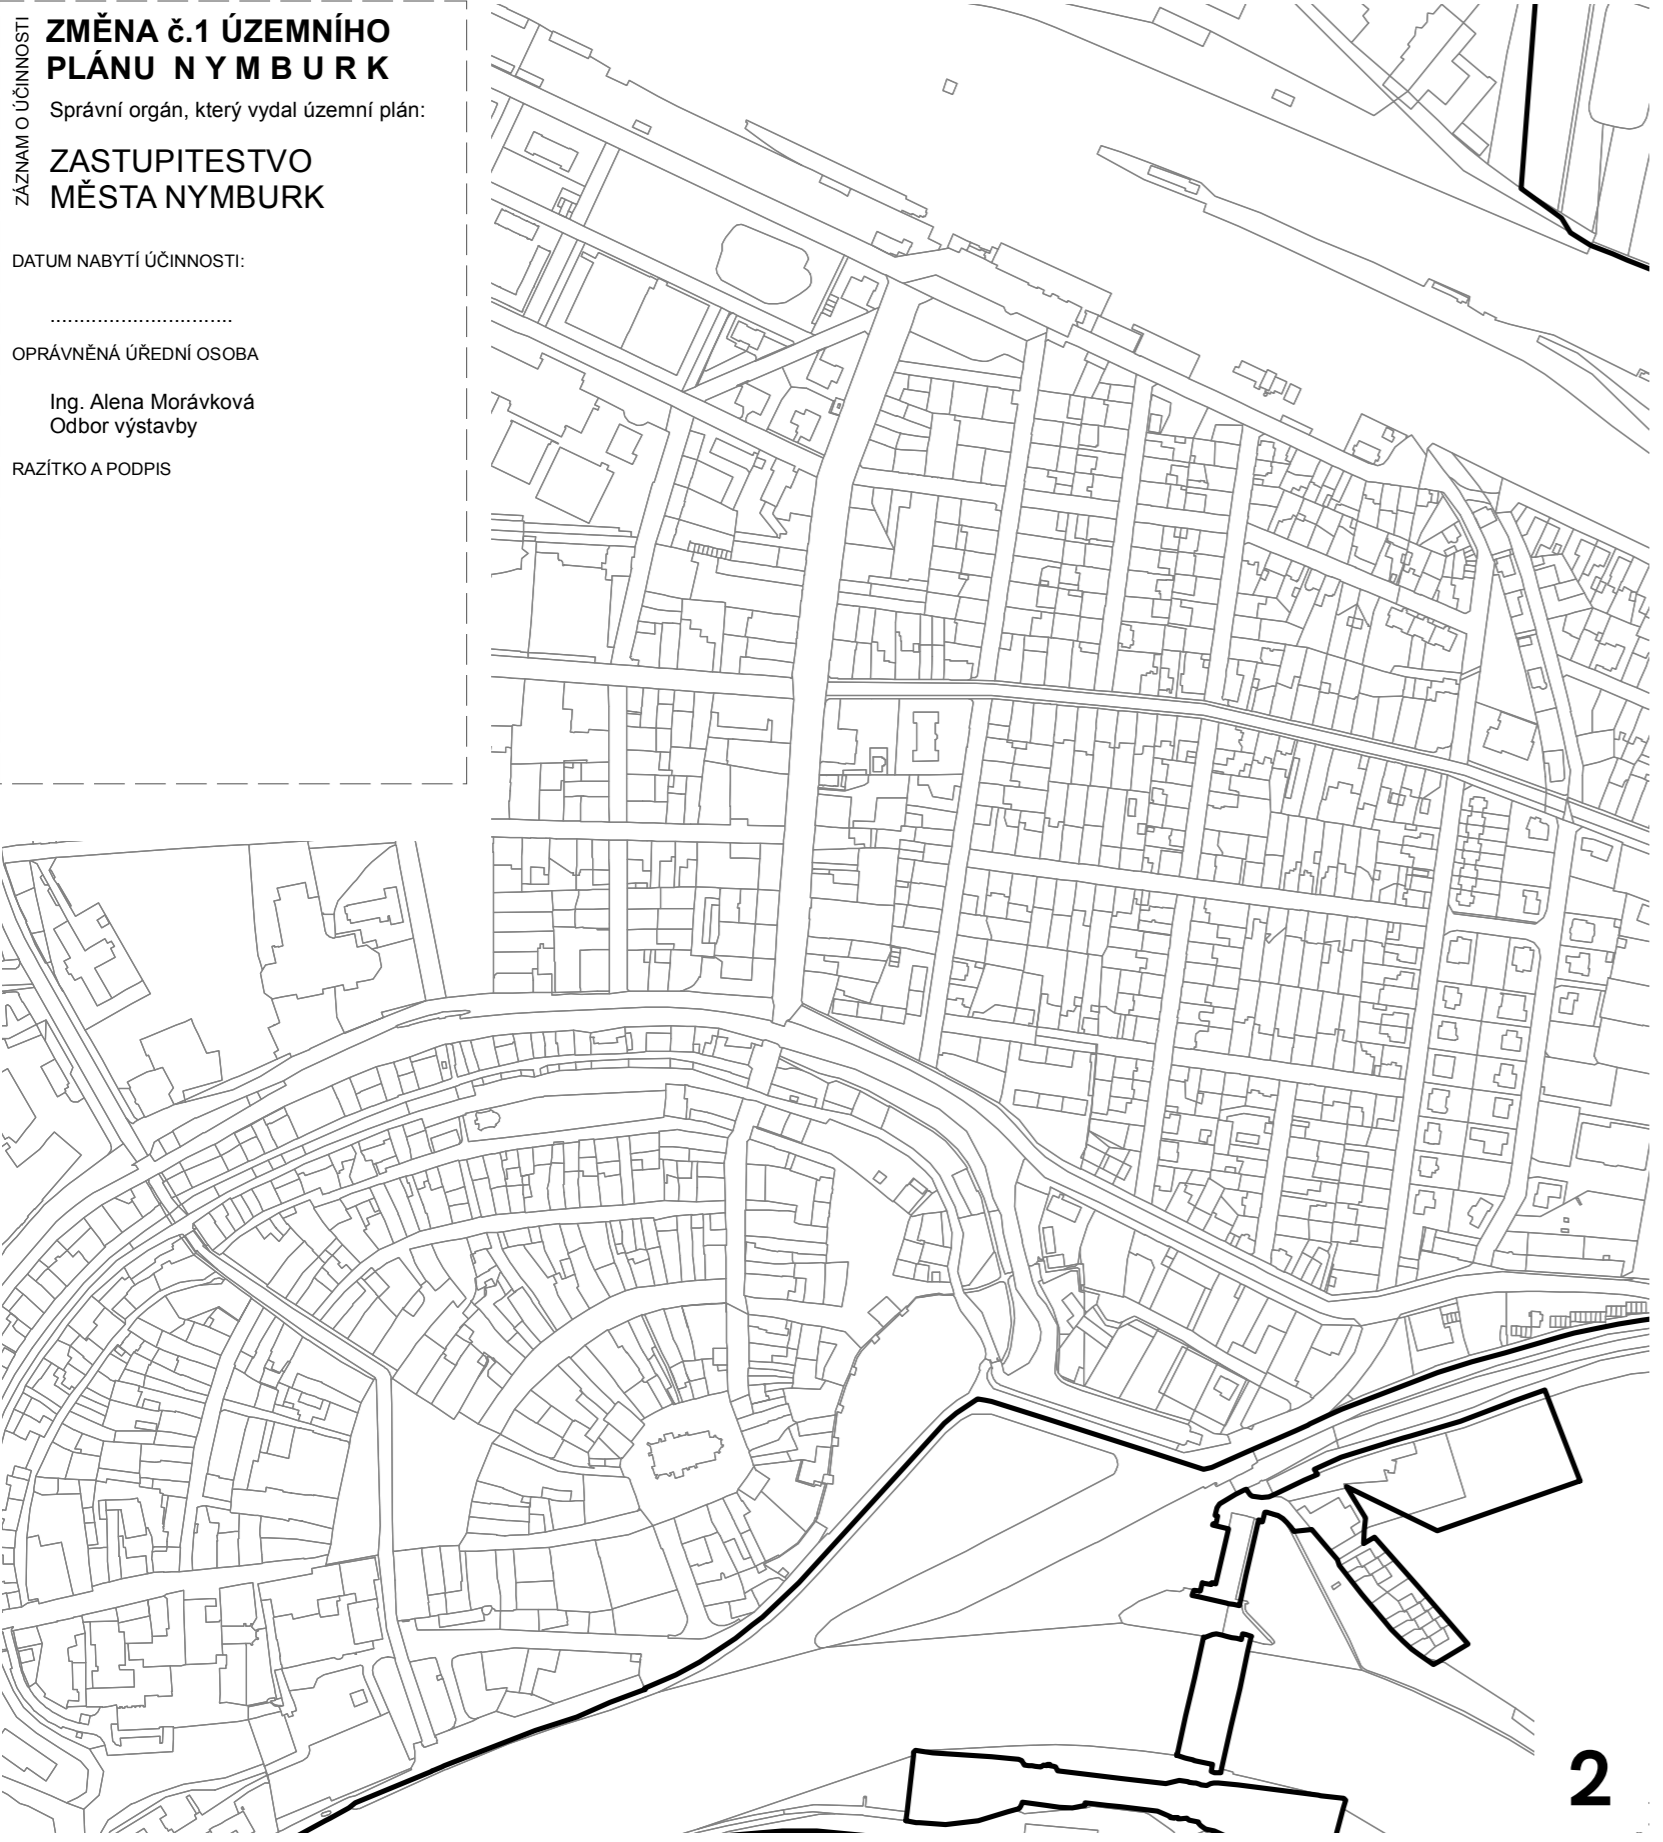 ZÁZNAM O ÚČINNOSTI
ZMĚNA č.1 ÚZEMNÍHO
PLÁNU N Y M B U R K
Správní orgán, který vydal územní plán:
ZASTUPITESTVO
MĚSTA NYMBURK
DATUM NABYTÍ ÚČINNOSTI:
...............................
OPRÁVNĚNÁ ÚŘEDNÍ OSOBA
Ing. Alena Morávková
Odbor výstavby
RAZÍTKO A PODPIS
2